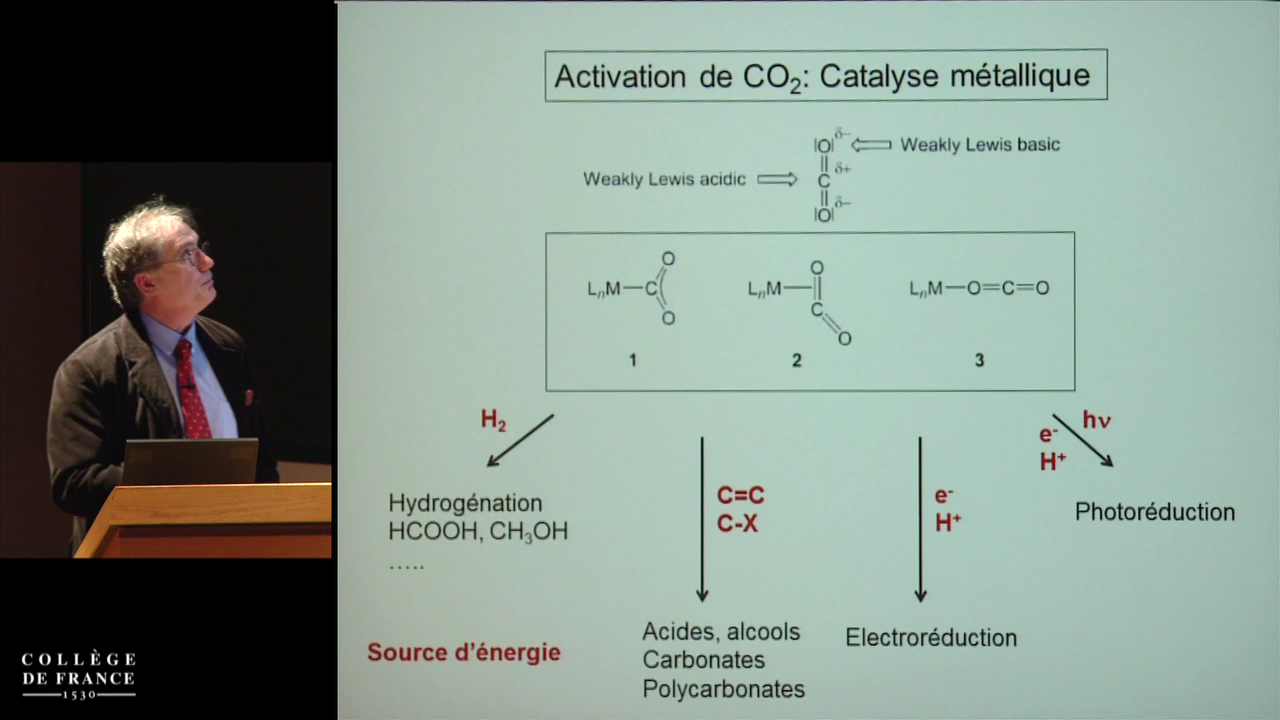 Activation de CO₂: Catalyse métallique
|O| δ–
Weakly Lewis basic
δ+
Weakly Lewis acidic
C
|O| δ–
LₙM—C
O
O
1
LₙM
O
C
O
2
LₙM—O=C=O
3
H₂
Hydrogénation
HCOOH, CH₃OH
.....
C=C
C-X
Acides, alcools
Carbonates
Polycarbonates
e⁻
H⁺
Electroréduction
hν
e⁻
H⁺
Photoréduction
Source d'énergie
COLLÈGE
DE FRANCE
1530